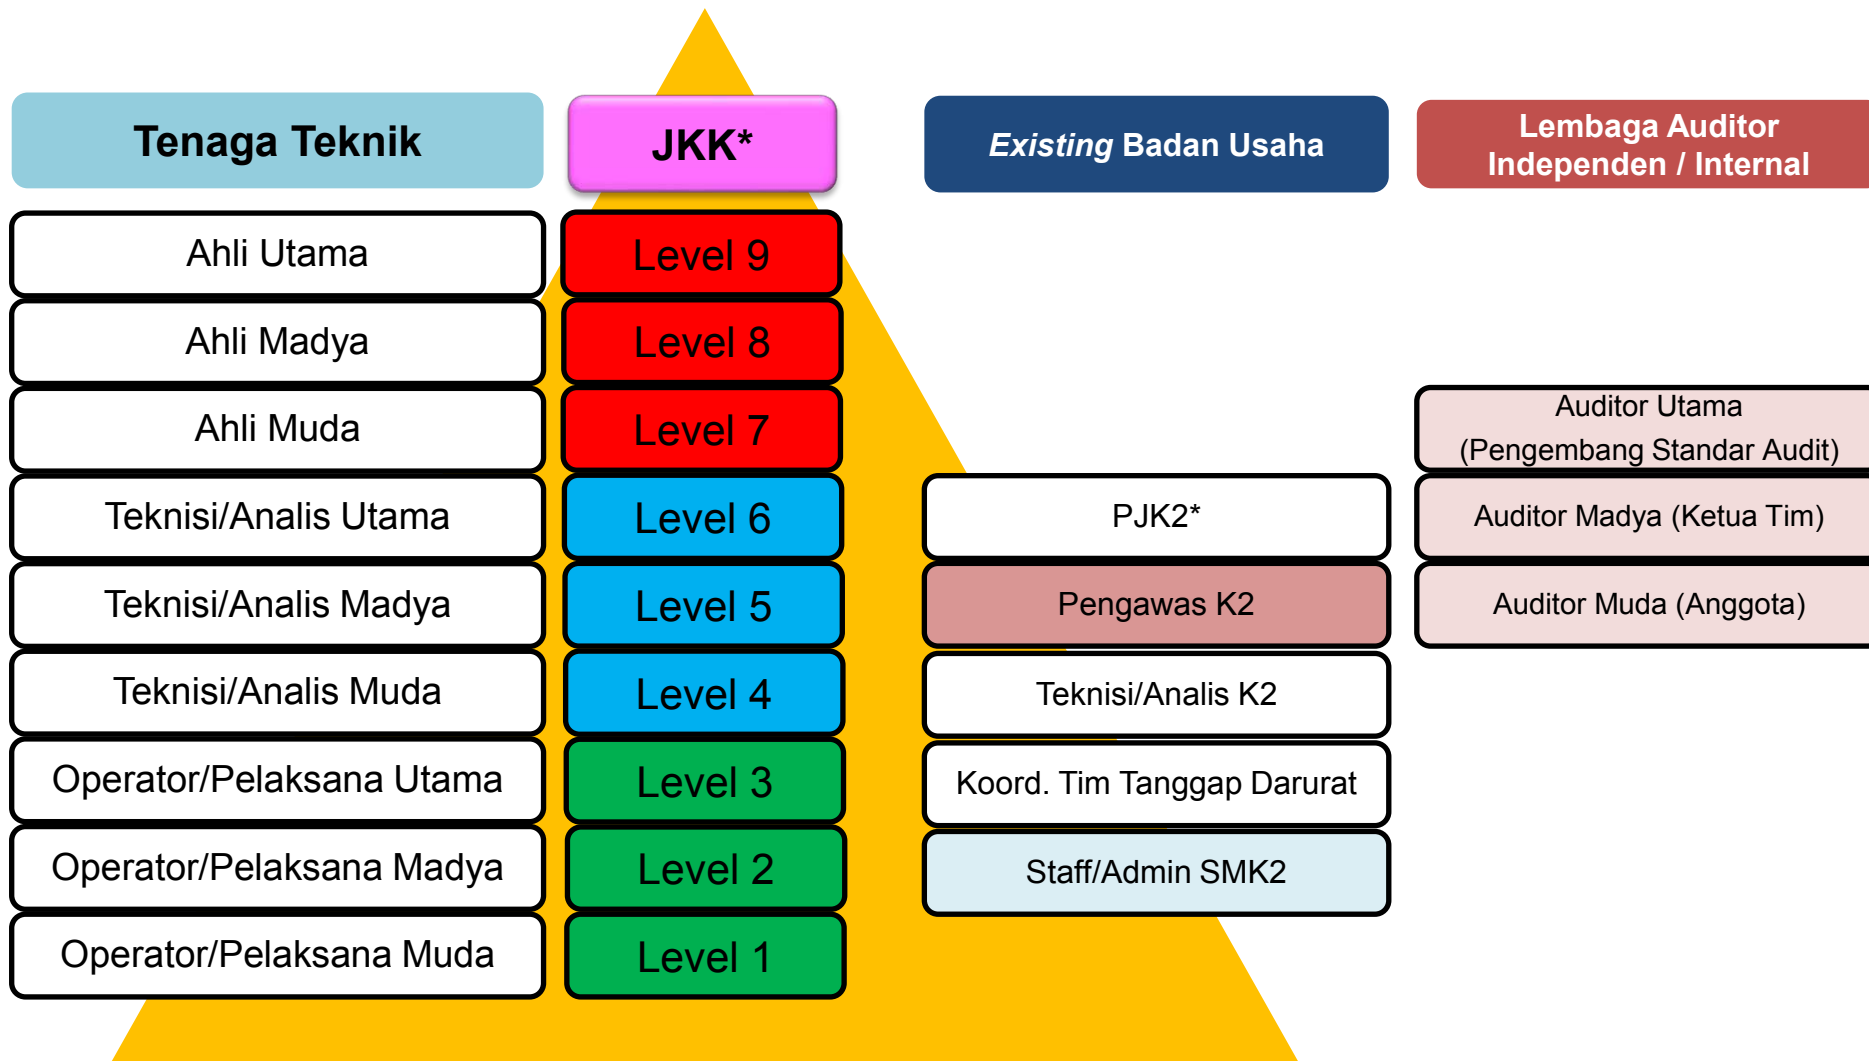 Tenaga Teknik
JKK*
Existing Badan Usaha
Lembaga Auditor
Independen / Internal
Ahli Utama
Level 9
Ahli Madya
Level 8
Ahli Muda
Level 7
Auditor Utama
(Pengembang Standar Audit)
Teknisi/Analis Utama
Level 6
PJK2*
Auditor Madya (Ketua Tim)
Teknisi/Analis Madya
Level 5
Pengawas K2
Auditor Muda (Anggota)
Teknisi/Analis Muda
Level 4
Teknisi/Analis K2
Operator/Pelaksana Utama
Level 3
Koord. Tim Tanggap Darurat
Operator/Pelaksana Madya
Level 2
Staff/Admin SMK2
Operator/Pelaksana Muda
Level 1